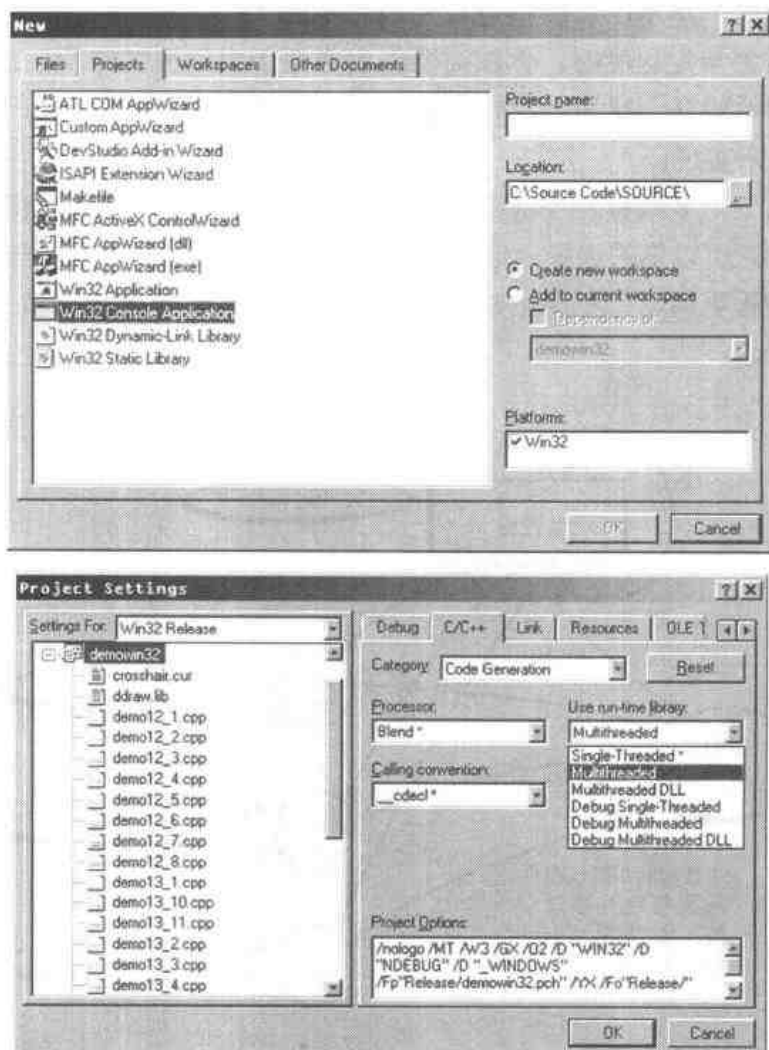 New
Files Projects Workspaces Other Documents
ATL COM AppWizard
Custom AppWizard
DevStudio Add-in Wizard
ISAPI Extension Wizard
Makefile
MFC ActiveX ControlWizard
MFC AppWizard (dll)
MFC AppWizard (exe)
Win32 Application
Win32 Console Application
Win32 Dynamic-Link Library
Win32 Static Library
Project name:
Location:
C:\Source Code\SOURCE\
...
Create new workspace
Add to current workspace
Dependency of:
demowin32
Platforms:
Win32
OK Cancel
Project Settings
Settings For: Win32 Release
demowin32
crosshair.cur
ddraw.lib
demo12_1.cpp
demo12_2.cpp
demo12_3.cpp
demo12_4.cpp
demo12_5.cpp
demo12_6.cpp
demo12_7.cpp
demo12_8.cpp
demo13_1.cpp
demo13_10.cpp
demo13_11.cpp
demo13_2.cpp
demo13_3.cpp
demo13_4.cpp
Debug C/C++ Link Resources OLE T
Category: Code Generation Reset
Processor:
Blend *
Use run-time library:
Multithreaded
Single-Threaded *
Multithreaded
Multithreaded DLL
Debug Single-Threaded
Debug Multithreaded
Debug Multithreaded DLL
Calling convention:
__cdecl *
Project Options:
/nologo /MT /W3 /GX /O2 /D "WIN32" /D
"NDEBUG" /D "_WINDOWS"
/Fp"Release/demowin32.pch" /YX /Fo"Release/"
OK Cancel